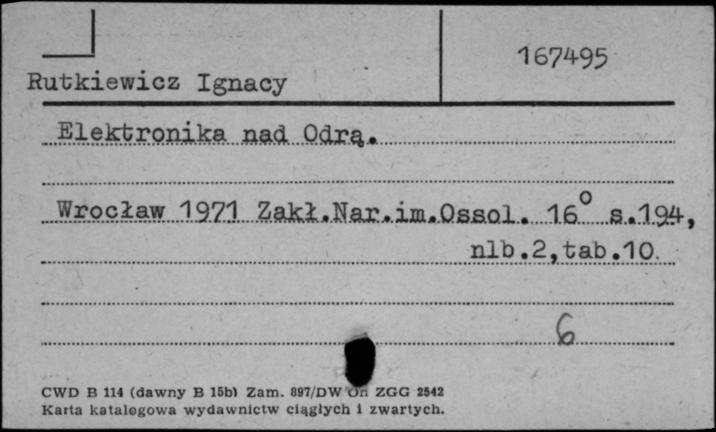 167495
Rutkiewicz Ignacy
Elektronika nad Odrą.
Wrocław 1971 Zakł.Nar.im.Ossol. 16° s.194,
nlb.2,tab.10.
6
CWD B 114 (dawny B 15b) Zam. 897/DW ZGG 2542
Karta katalogowa wydawnictw ciągłych i zwartych.